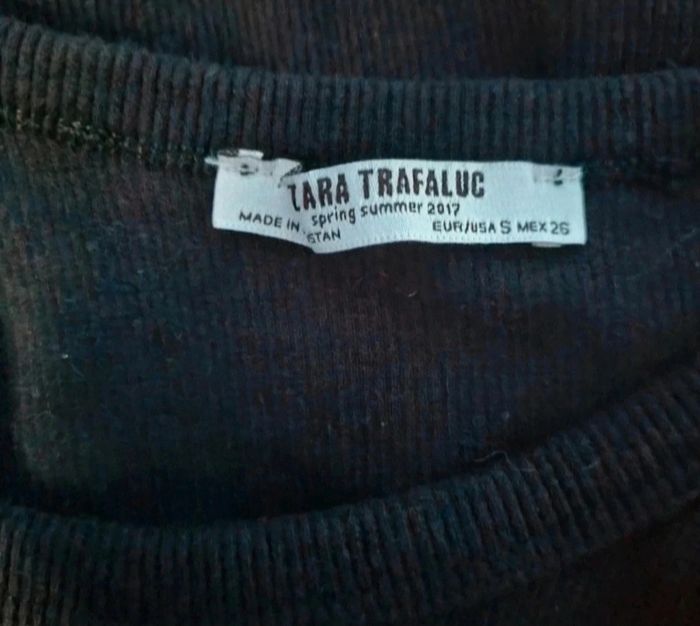 ZARA TRAFALUC
spring summer 2017
MADE IN STAN EUR/USA S MEX 26